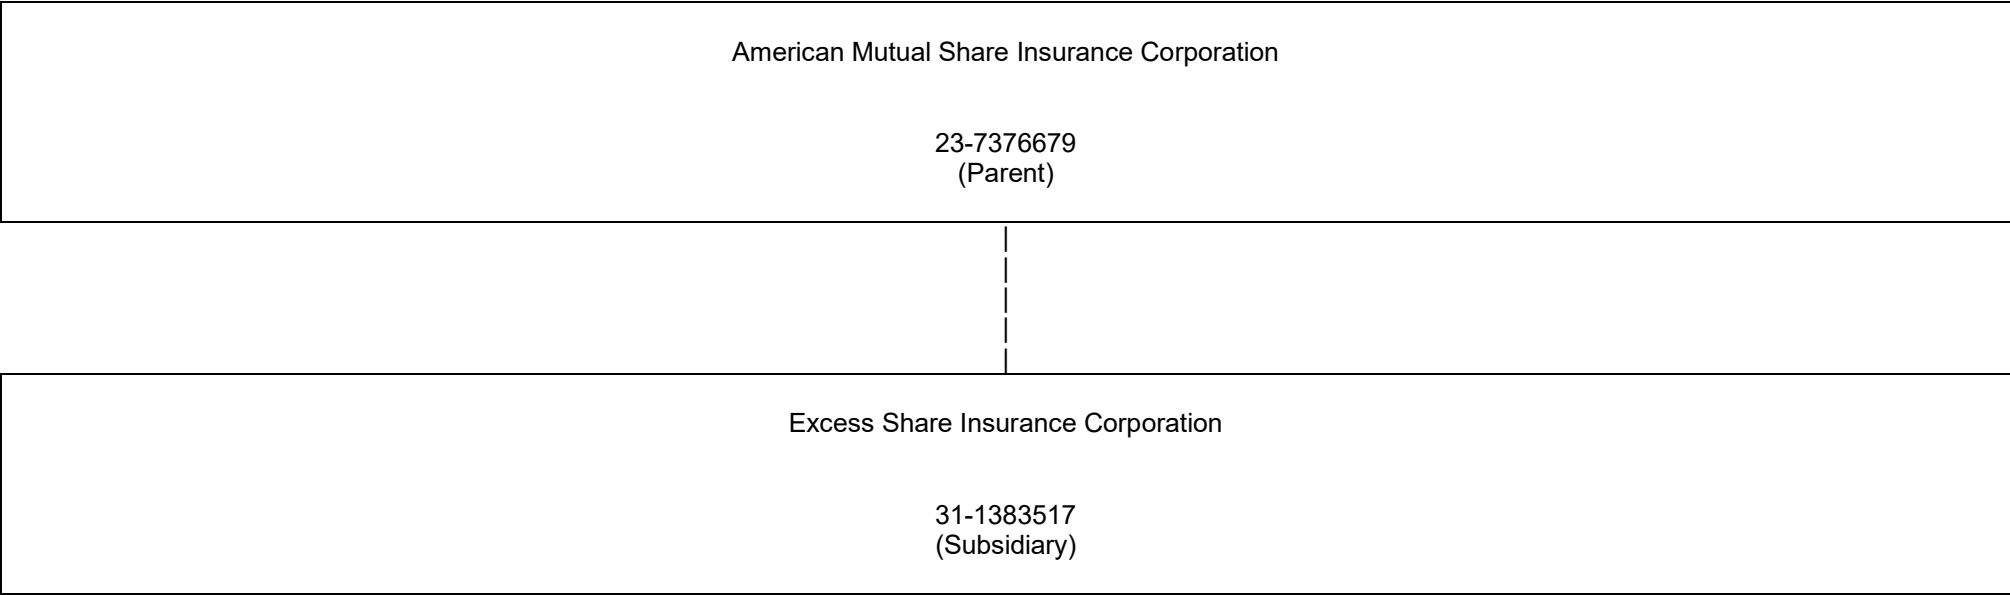 American Mutual Share Insurance Corporation
23-7376679
(Parent)
Excess Share Insurance Corporation
31-1383517
(Subsidiary)